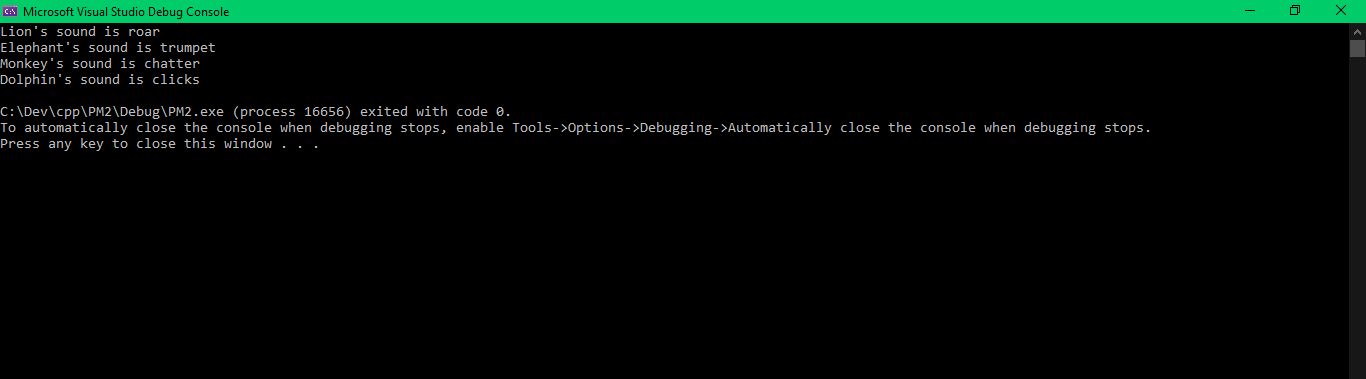 Microsoft Visual Studio Debug Console
Lion's sound is roar
Elephant's sound is trumpet
Monkey's sound is chatter
Dolphin's sound is clicks
C:\Dev\cpp\PM2\Debug\PM2.exe (process 16656) exited with code 0.
To automatically close the console when debugging stops, enable Tools->Options->Debugging->Automatically close the console when debugging stops.
Press any key to close this window . . .